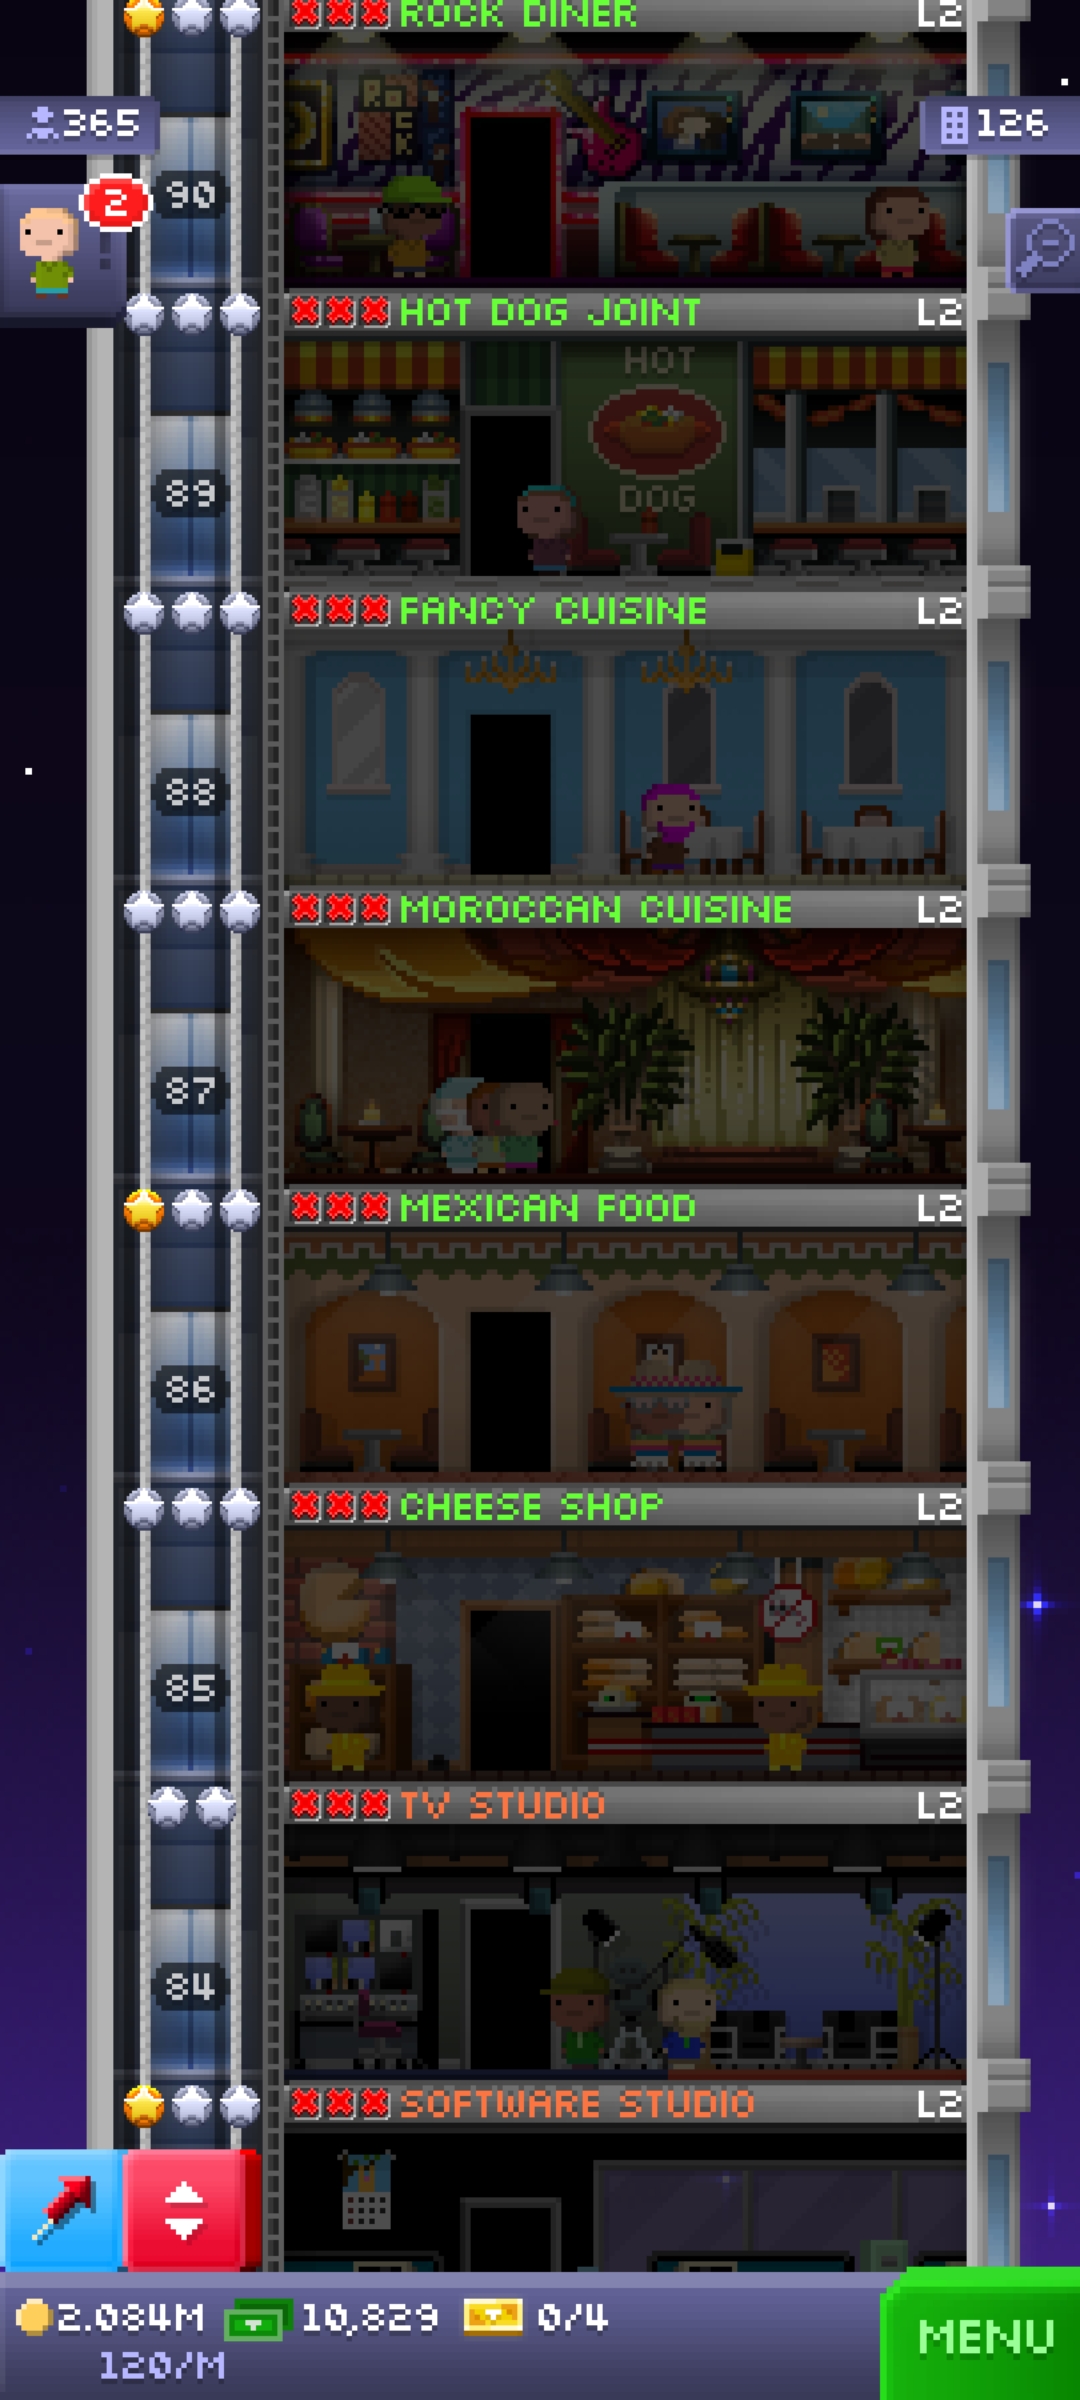 ROCK DINER L2
365
126
2
90
HOT DOG JOINT L2
HOT
DOG
89
FANCY CUISINE L2
88
MOROCCAN CUISINE L2
87
MEXICAN FOOD L2
86
CHEESE SHOP L2
85
TV STUDIO L2
84
SOFTWARE STUDIO L2
2.084M 10,829 0/4
120/M
MENU